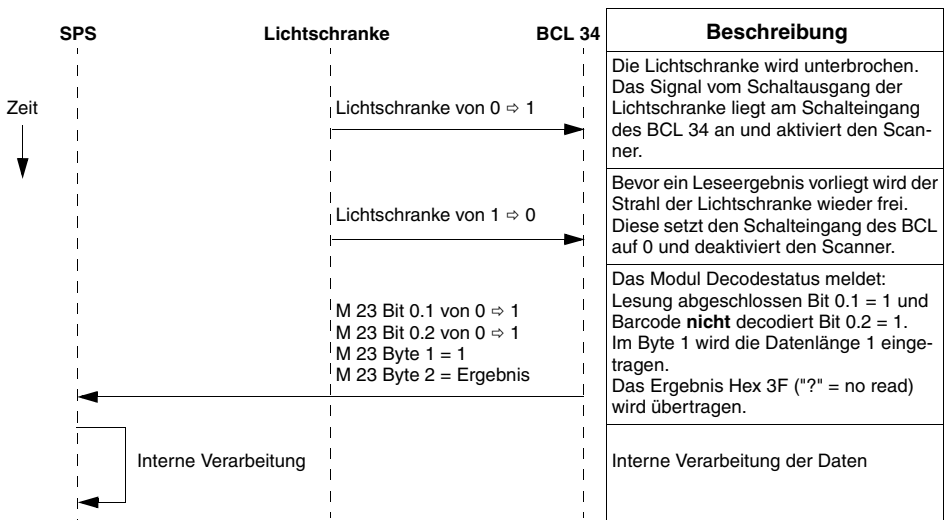 SPS
Lichtschranke
BCL 34
Beschreibung
Zeit
Lichtschranke von 0 ⇨ 1
Die Lichtschranke wird unterbrochen.
Das Signal vom Schaltausgang der
Lichtschranke liegt am Schalteingang
des BCL 34 an und aktiviert den Scan-
ner.
Lichtschranke von 1 ⇨ 0
Bevor ein Leseergebnis vorliegt wird der
Strahl der Lichtschranke wieder frei.
Diese setzt den Schalteingang des BCL
auf 0 und deaktiviert den Scanner.
M 23 Bit 0.1 von 0 ⇨ 1
M 23 Bit 0.2 von 0 ⇨ 1
M 23 Byte 1 = 1
M 23 Byte 2 = Ergebnis
Das Modul Decodestatus meldet:
Lesung abgeschlossen Bit 0.1 = 1 und
Barcode nicht decodiert Bit 0.2 = 1.
Im Byte 1 wird die Datenlänge 1 einge-
tragen.
Das Ergebnis Hex 3F ("?" = no read)
wird übertragen.
Interne Verarbeitung
Interne Verarbeitung der Daten